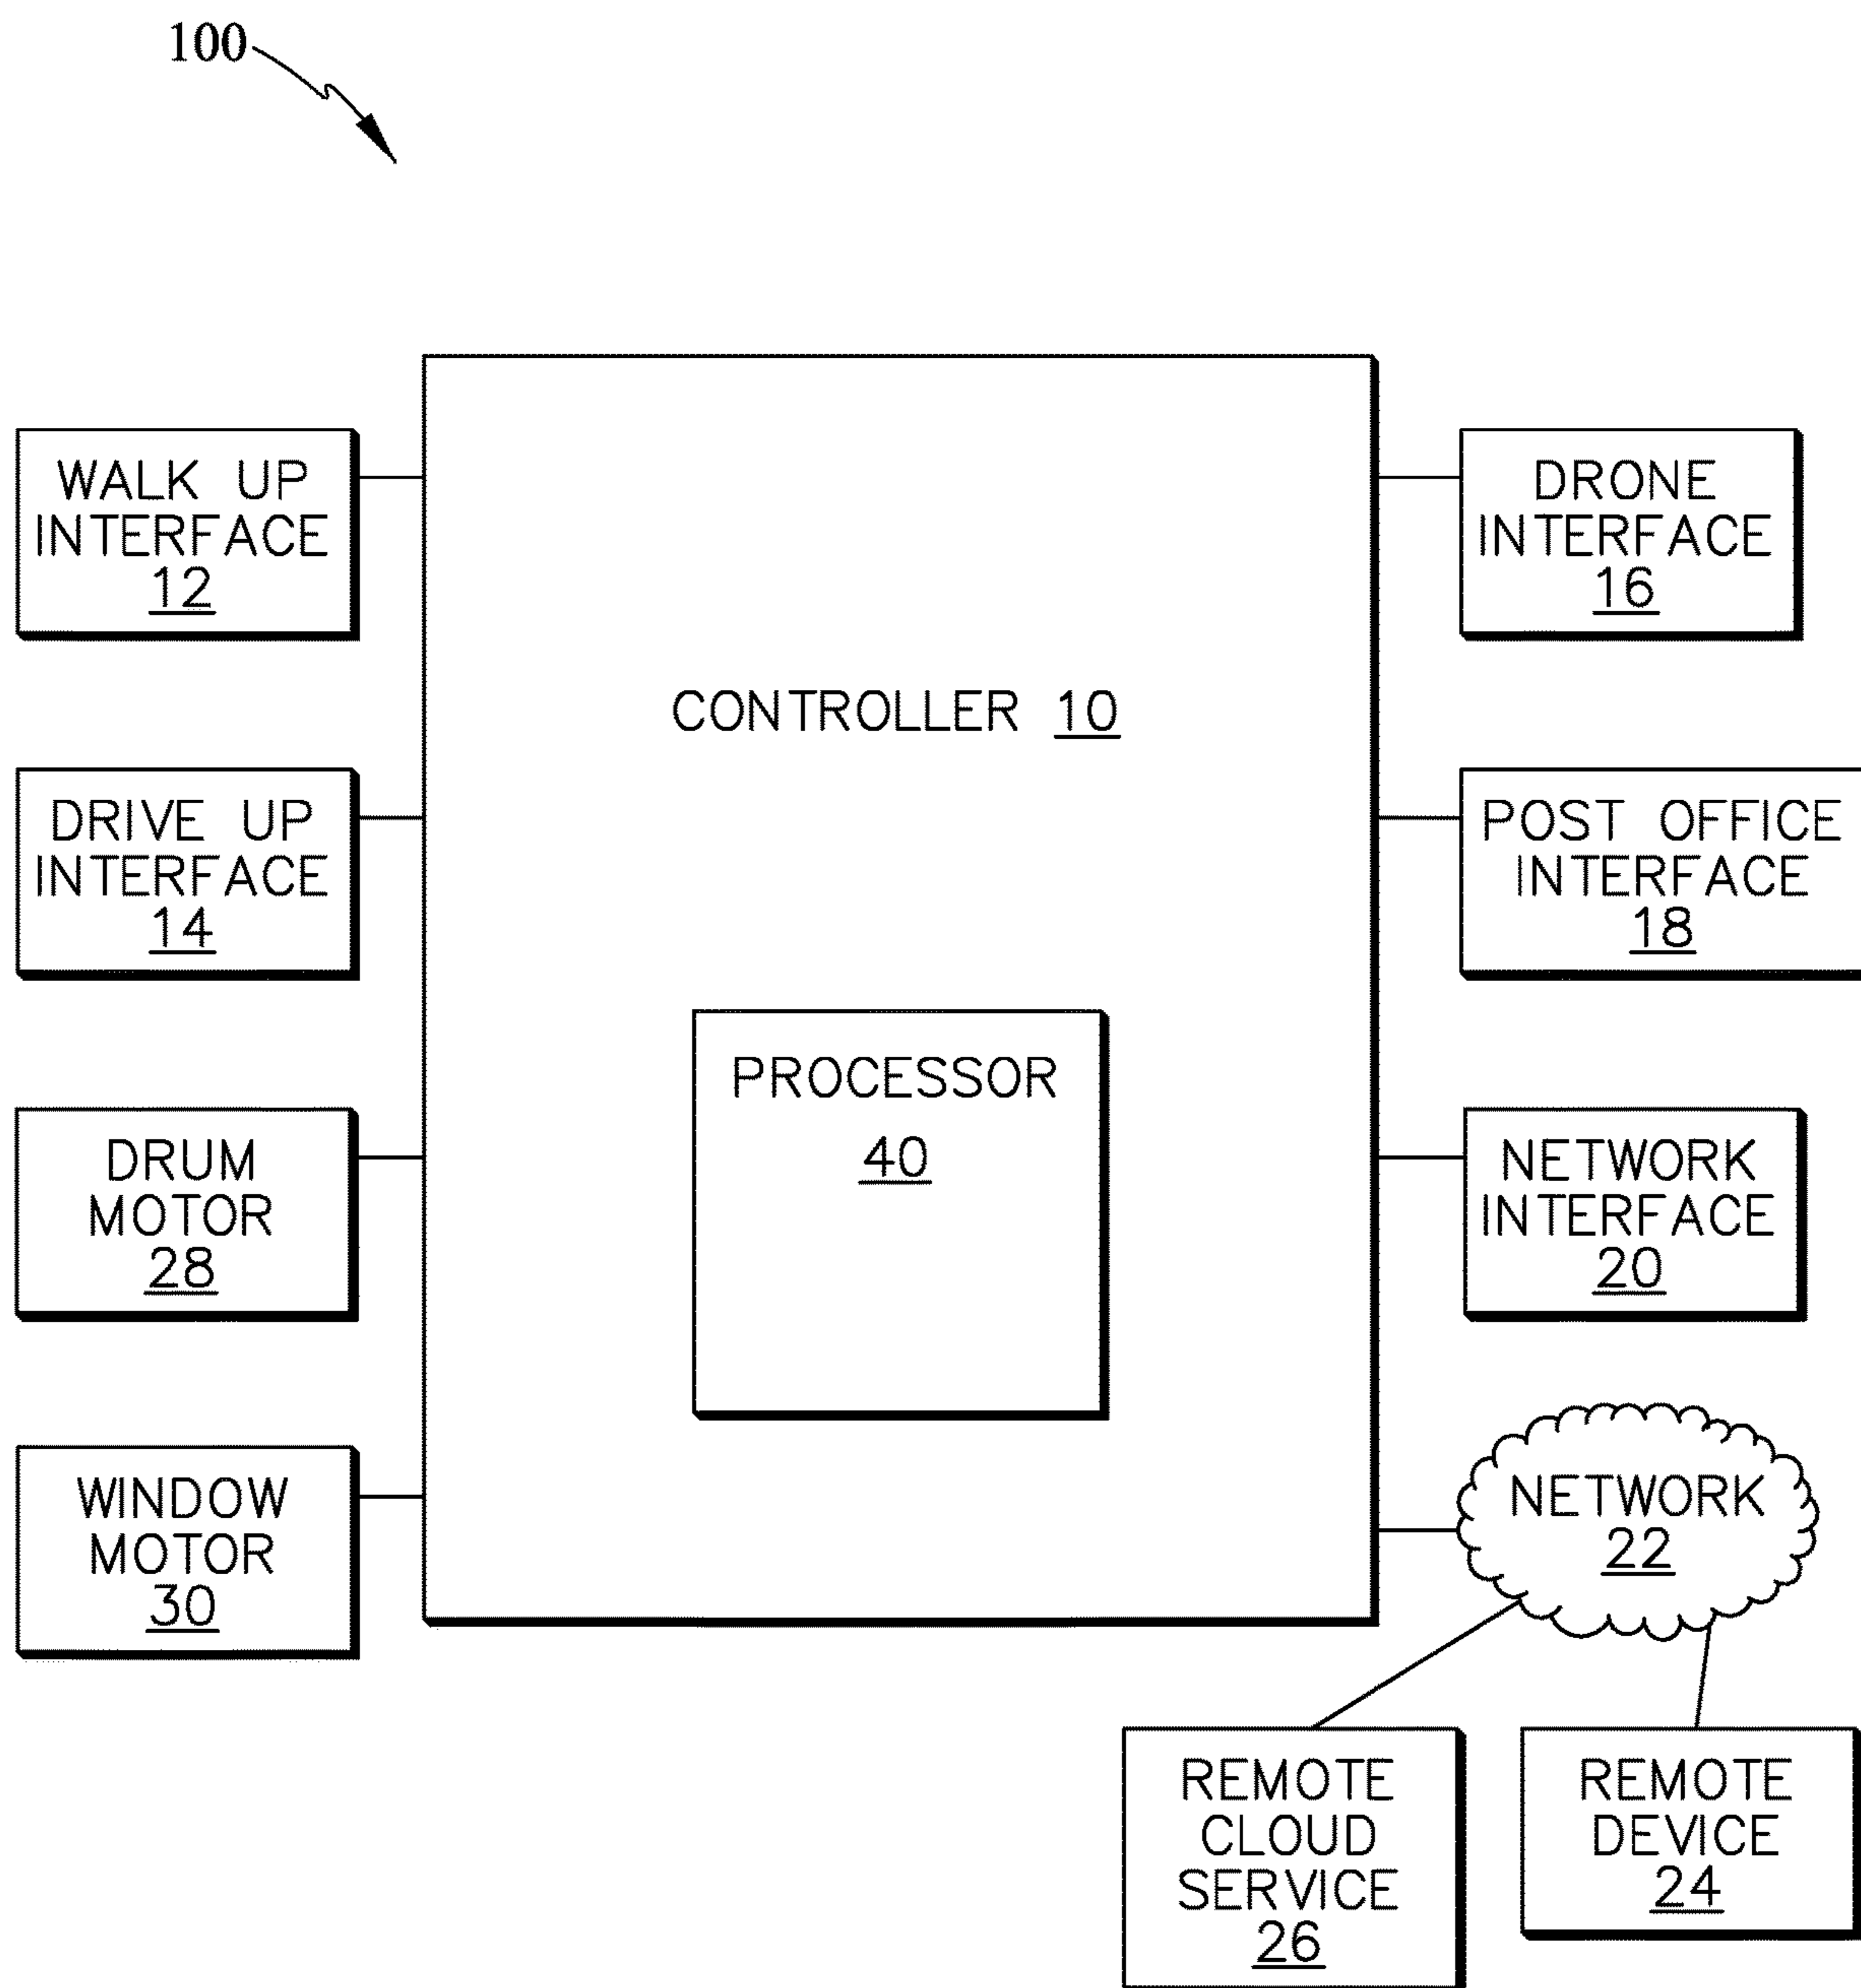 100
WALK UP
INTERFACE
12
DRIVE UP
INTERFACE
14
DRUM
MOTOR
28
WINDOW
MOTOR
30
CONTROLLER 10
PROCESSOR
40
DRONE
INTERFACE
16
POST OFFICE
INTERFACE
18
NETWORK
INTERFACE
20
NETWORK
22
REMOTE
CLOUD
SERVICE
26
REMOTE
DEVICE
24